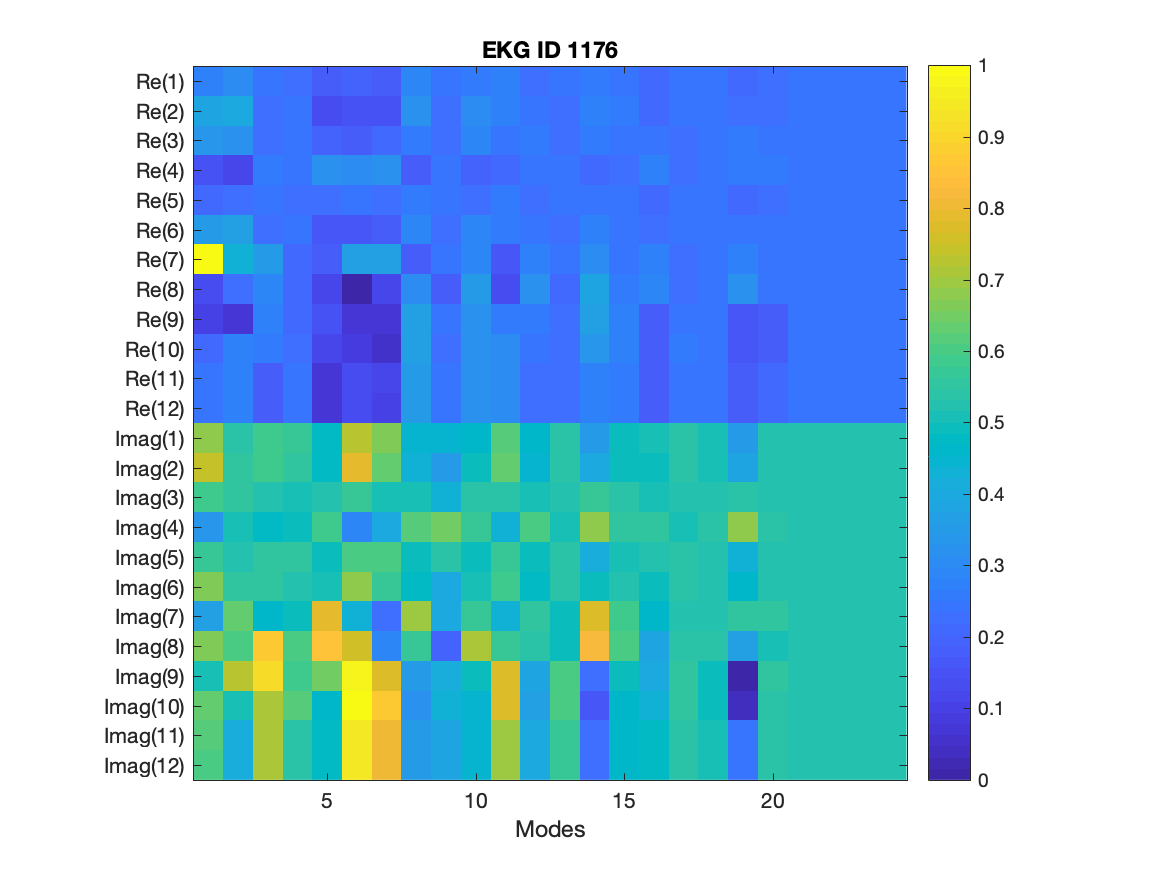 EKG ID 1176
Re(1)
Re(2)
Re(3)
Re(4)
Re(5)
Re(6)
Re(7)
Re(8)
Re(9)
Re(10)
Re(11)
Re(12)
Imag(1)
Imag(2)
Imag(3)
Imag(4)
Imag(5)
Imag(6)
Imag(7)
Imag(8)
Imag(9)
Imag(10)
Imag(11)
Imag(12)
5 10 15 20
Modes
1
0.9
0.8
0.7
0.6
0.5
0.4
0.3
0.2
0.1
0